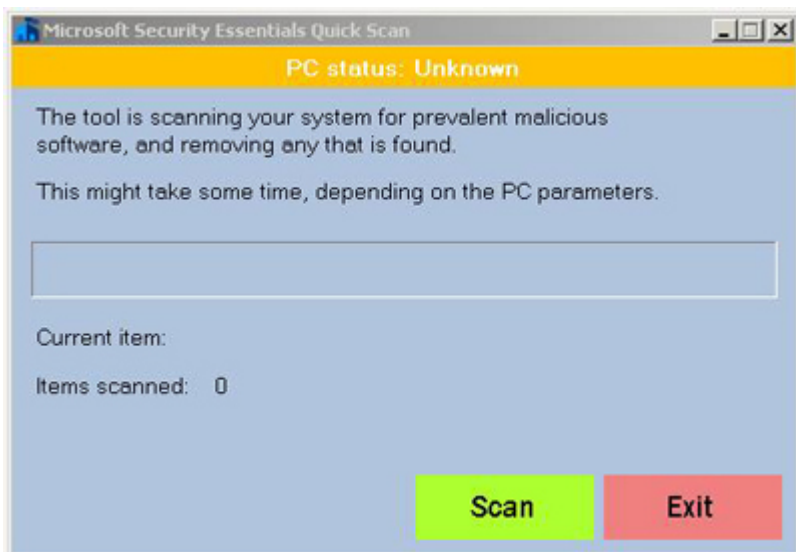 Microsoft Security Essentials Quick Scan
PC status: Unknown
The tool is scanning your system for prevalent malicious
software, and removing any that is found.
This might take some time, depending on the PC parameters.
Current item:
Items scanned: 0
Scan Exit